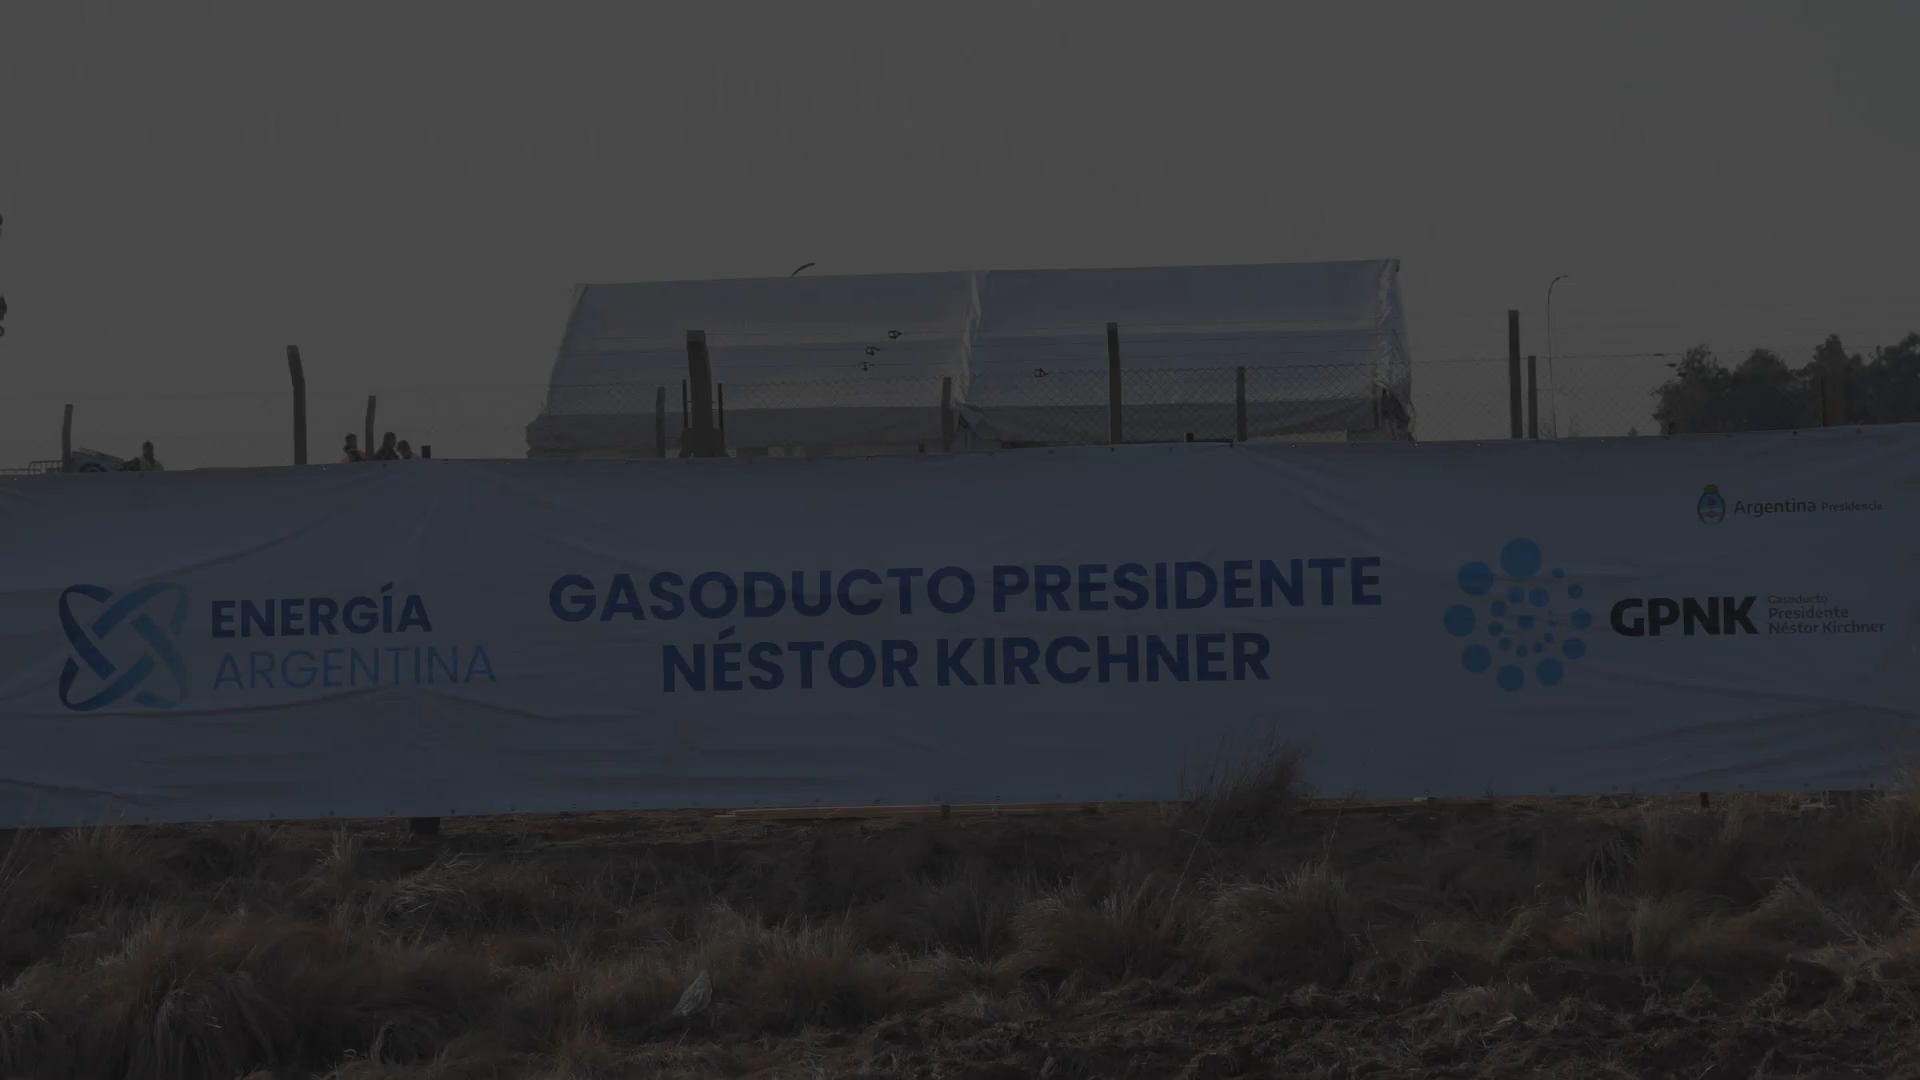 ENERGÍA
ARGENTINA
GASODUCTO PRESIDENTE
NÉSTOR KIRCHNER
GPNK
Gasoducto
Presidente
Néstor Kirchner
Argentina Presidencia